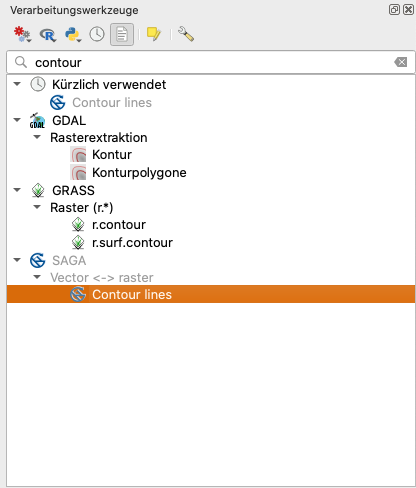 Verarbeitungswerkzeuge
contour
Kürzlich verwendet
Contour lines
GDAL
GDAL
Rasterextraktion
Kontur
Konturpolygone
GRASS
Raster (r.*)
r.contour
r.surf.contour
SAGA
Vector <-> raster
Contour lines